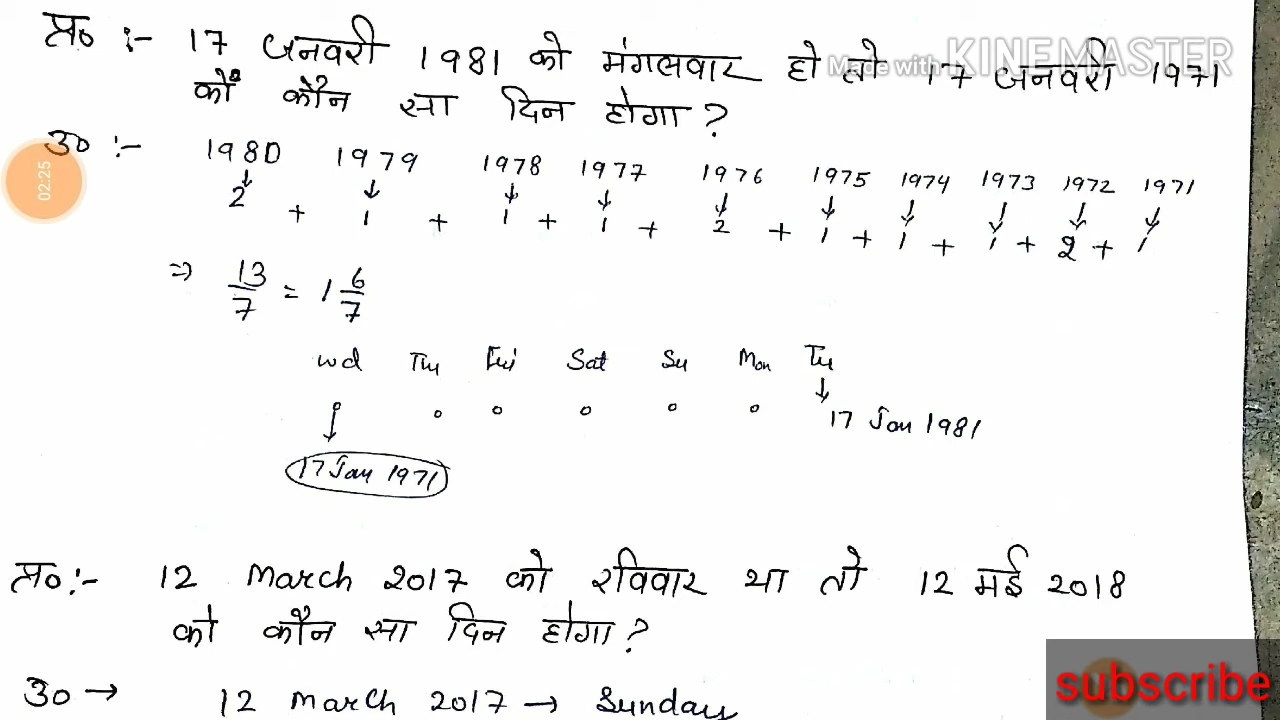 प्र० :- 17 जनवरी 1981 को मंगलवार हो तो 17 जनवरी 1971
Made with KINEMASTER
को कौन सा दिन होगा ?
उ० :- 1980 1979 1978 1977 1976 1975 1974 1973 1972 1971
02:25
↓ ↓ ↓ ↓ ↓ ↓ ↓ ↓ ↓ ↓
2 + 1 + 1 + 1 + 2 + 1 + 1 + 1 + 2 + 1
⇒ 13/7 = 1 6/7
wd Thu Fri Sat Su Mon Tu
↓ ↓
17 Jan 1981
17 Jan 1971
प्र० :- 12 March 2017 को रविवार था तो 12 मई 2018
को कौन सा दिन होगा ?
subscribe
उ० → 12 March 2017 → Sunday